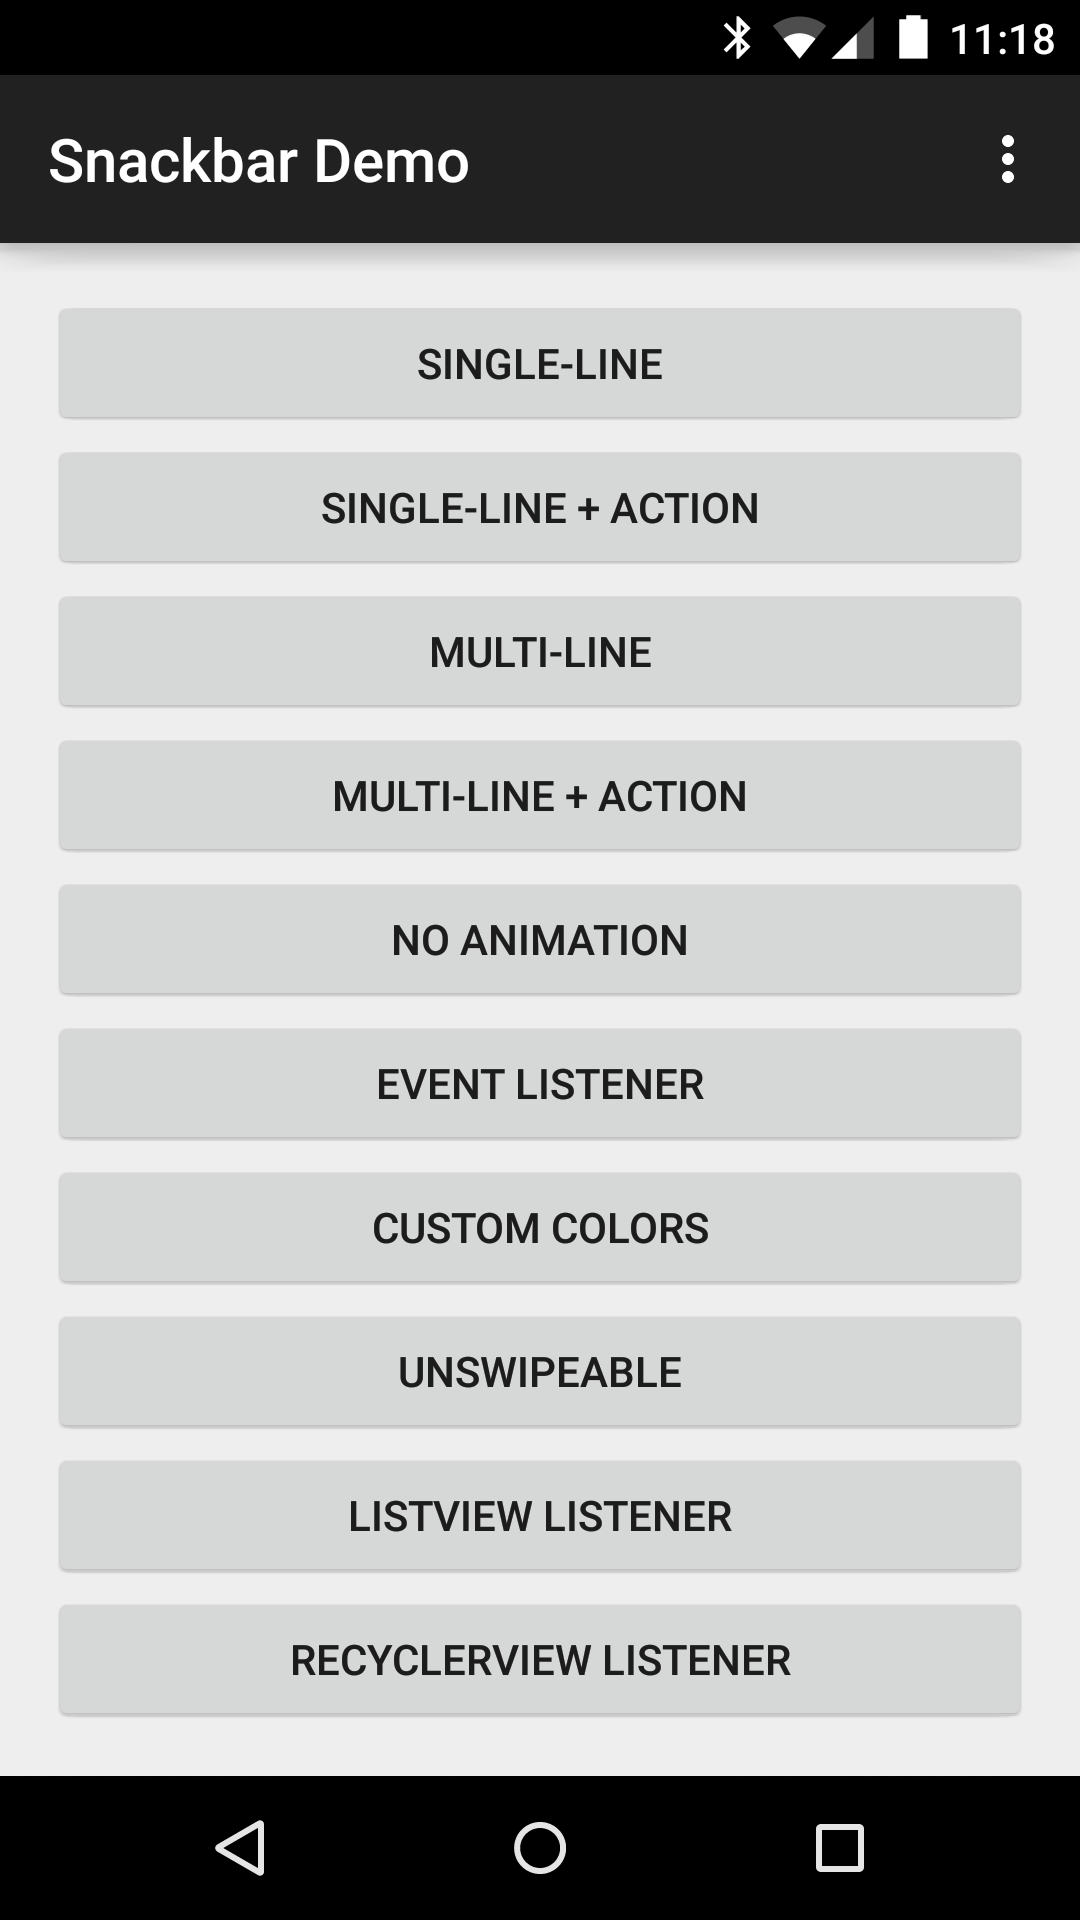 11:18
Snackbar Demo
SINGLE-LINE
SINGLE-LINE + ACTION
MULTI-LINE
MULTI-LINE + ACTION
NO ANIMATION
EVENT LISTENER
CUSTOM COLORS
UNSWIPEABLE
LISTVIEW LISTENER
RECYCLERVIEW LISTENER